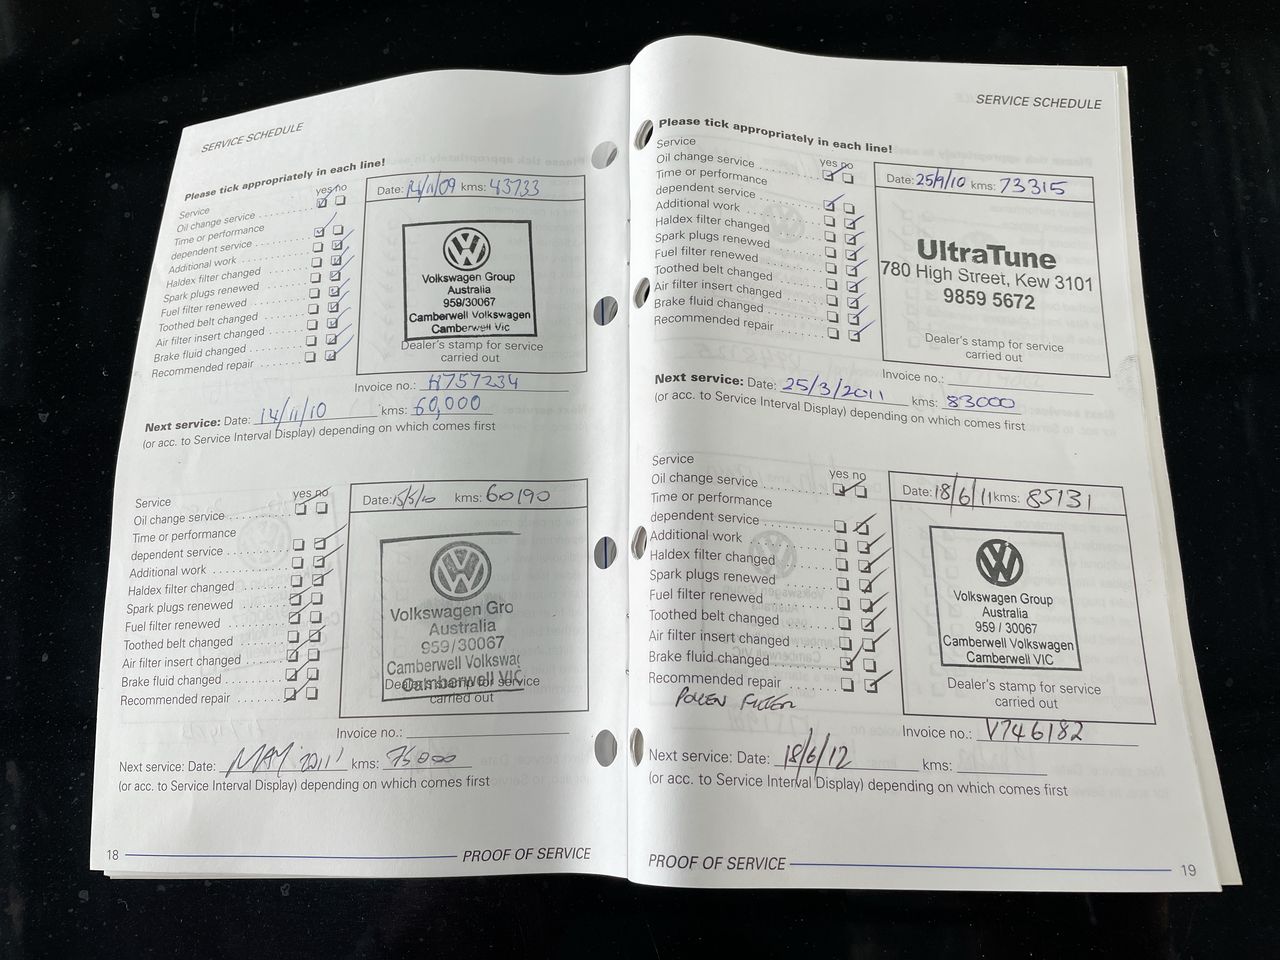 SERVICE SCHEDULE
Please tick appropriately in each line!
yes no
Service
Oil change service
Time or performance
dependent service
Additional work
Haldex filter changed
Spark plugs renewed
Fuel filter renewed
Toothed belt changed
Air filter insert changed
Brake fluid changed
Recommended repair
Date: 14/11/09 kms: 43733
Volkswagen Group
Australia
959/30067
Camberwell Volkswagen
Camberwell Vic
Dealer's stamp for service
carried out
Invoice no.: H757234
Next service: Date: 14/11/10 kms: 60,000
(or acc. to Service Interval Display) depending on which comes first
Service
yes no
Oil change service
Time or performance
dependent service
Additional work
Haldex filter changed
Spark plugs renewed
Fuel filter renewed
Toothed belt changed
Air filter insert changed
Brake fluid changed
Recommended repair
Date: 15/5/10 kms: 60190
Volkswagen Gro
Australia
959/30067
Camberwell Volkswag
Camberwell VIC
Dealer's stamp for service
carried out
Invoice no.:
Next service: Date: MAY 2011 kms: 75000
(or acc. to Service Interval Display) depending on which comes first
18
PROOF OF SERVICE
SERVICE SCHEDULE
Please tick appropriately in each line!
Service
yes no
Oil change service
Time or performance
dependent service
Additional work
Haldex filter changed
Spark plugs renewed
Fuel filter renewed
Toothed belt changed
Air filter insert changed
Brake fluid changed
Recommended repair
Date: 25/9/10 kms: 73315
UltraTune
780 High Street, Kew 3101
9859 5672
Dealer's stamp for service
carried out
Invoice no.:
Next service: Date: 25/3/2011 kms: 83000
(or acc. to Service Interval Display) depending on which comes first
Service
yes no
Oil change service
Time or performance
dependent service
Additional work
Haldex filter changed
Spark plugs renewed
Fuel filter renewed
Toothed belt changed
Air filter insert changed
Brake fluid changed
Recommended repair
POLLEN FILTER
Date: 18/6/11 kms: 85131
Volkswagen Group
Australia
959 / 30067
Camberwell Volkswagen
Camberwell VIC
Dealer's stamp for service
carried out
Invoice no.: V746182
Next service: Date: 18/6/12 kms:
(or acc. to Service Interval Display) depending on which comes first
PROOF OF SERVICE
19